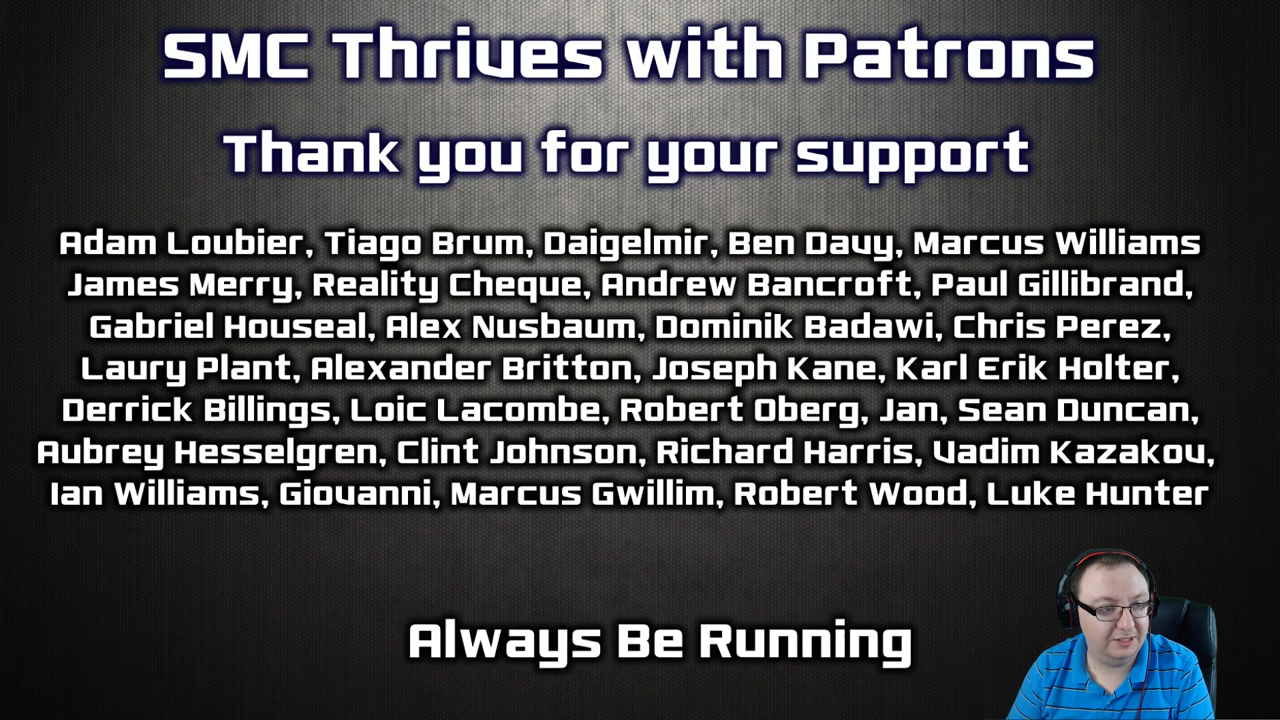 SMC Thrives with Patrons
Thank you for your support
Adam Loubier, Tiago Brum, Daigelmir, Ben Davy, Marcus Williams
James Merry, Reality Cheque, Andrew Bancroft, Paul Gillibrand,
Gabriel Houseal, Alex Nusbaum, Dominik Badawi, Chris Perez,
Laury Plant, Alexander Britton, Joseph Kane, Karl Erik Holter,
Derrick Billings, Loic Lacombe, Robert Oberg, Jan, Sean Duncan,
Aubrey Hesselgren, Clint Johnson, Richard Harris, Vadim Kazakov,
Ian Williams, Giovanni, Marcus Gwillim, Robert Wood, Luke Hunter
Always Be Running